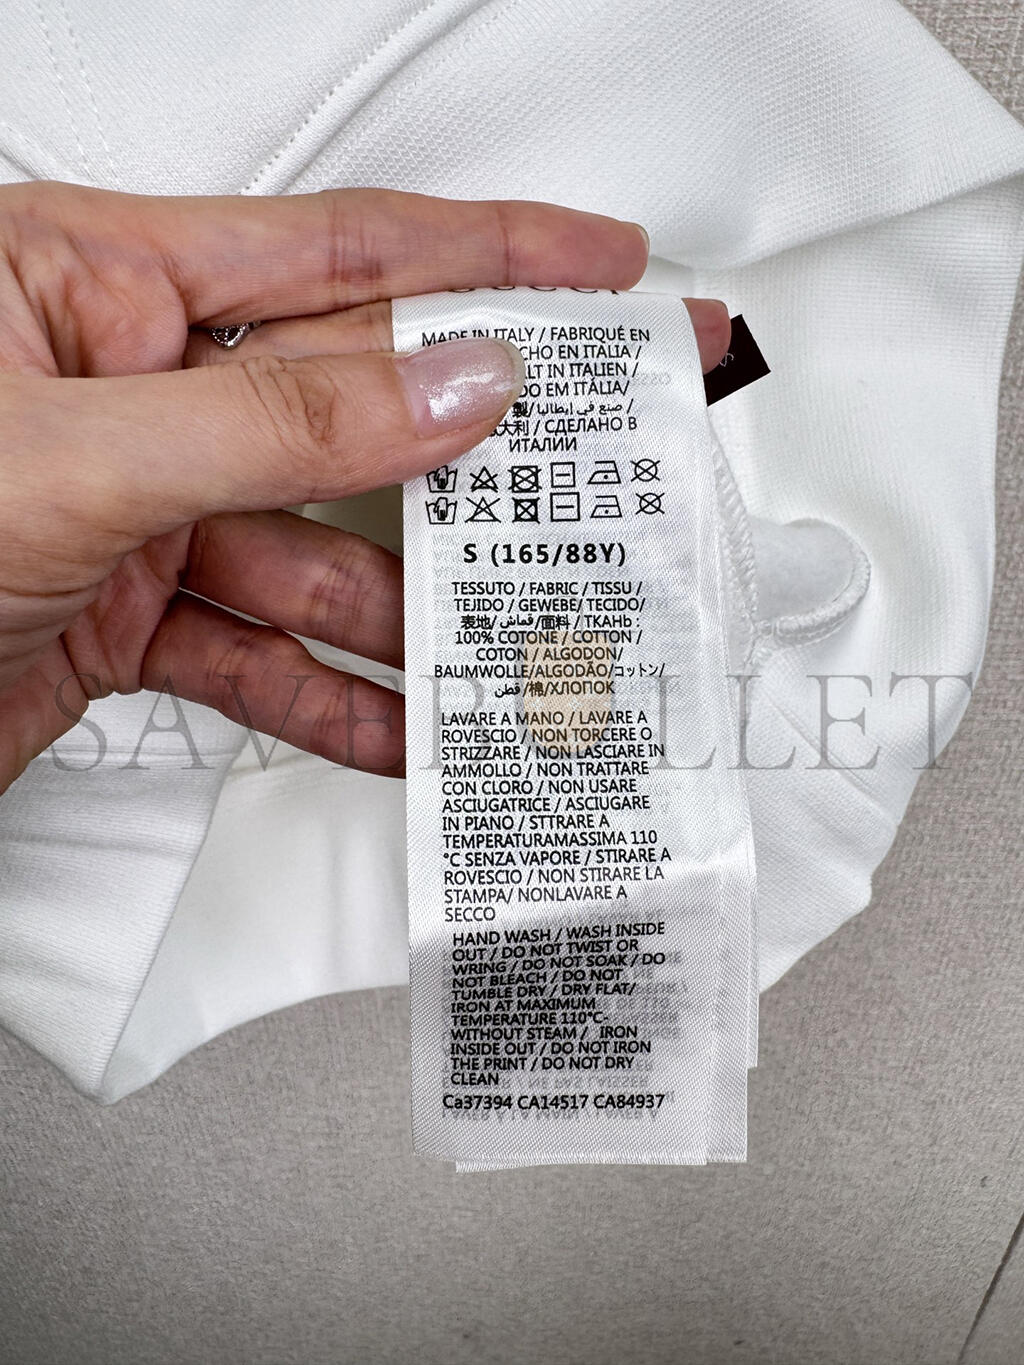 GUCCI
MADE IN ITALY / FABRIQUÉ EN
CHO EN ITALIA /
LT IN ITALIEN /
DO EM ITÁLIA/
製/صنع في إيطاليا /
大利 / СДЕЛАНО В
ИТАЛИИ
S (165/88Y)
TESSUTO / FABRIC / TISSU /
TEJIDO / GEWEBE/ TECIDO/
表地/قماش/面料 / TKAHb :
100% COTONE / COTTON /
COTON / ALGODON/
BAUMWOLLE/ALGODÃO/コットン/
قطن /棉/ХЛОПОК
LAVARE A MANO / LAVARE A
ROVESCIO / NON TORCERE O
STRIZZARE / NON LASCIARE IN
AMMOLLO / NON TRATTARE
CON CLORO / NON USARE
ASCIUGATRICE / ASCIUGARE
IN PIANO / STTRARE A
TEMPERATURAMASSIMA 110
°C SENZA VAPORE / STIRARE A
ROVESCIO / NON STIRARE LA
STAMPA/ NONLAVARE A
SECCO
HAND WASH / WASH INSIDE
OUT / DO NOT TWIST OR
WRING / DO NOT SOAK / DO
NOT BLEACH / DO NOT
TUMBLE DRY / DRY FLAT/
IRON AT MAXIMUM
TEMPERATURE 110°C-
WITHOUT STEAM / IRON
INSIDE OUT / DO NOT IRON
THE PRINT / DO NOT DRY
CLEAN
Ca37394 CA14517 CA84937
S
SAVEBULLET